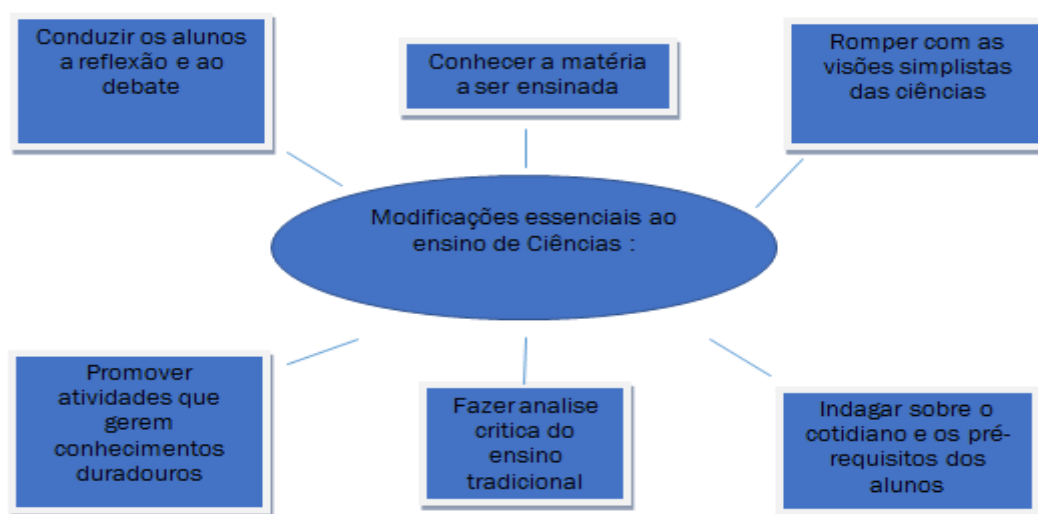 Conduzir os alunos
a reflexão e ao
debate
Conhecer a matéria
a ser ensinada
Romper com as
visões simplistas
das ciências
Modificações essenciais ao
ensino de Ciências :
Promover
atividades que
gerem
conhecimentos
duradouros
Fazer analise
critica do
ensino
tradicional
Indagar sobre o
cotidiano e os pré-
requisitos dos
alunos